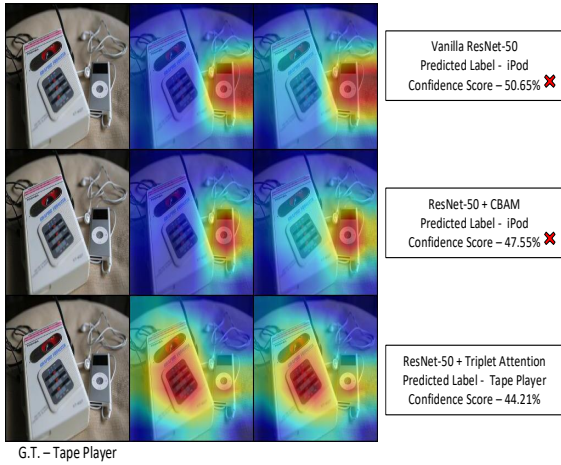 Vanilla ResNet-50
Predicted Label - iPod
Confidence Score – 50.65%
ResNet-50 + CBAM
Predicted Label - iPod
Confidence Score – 47.55%
ResNet-50 + Triplet Attention
Predicted Label - Tape Player
Confidence Score – 44.21%
G.T. – Tape Player